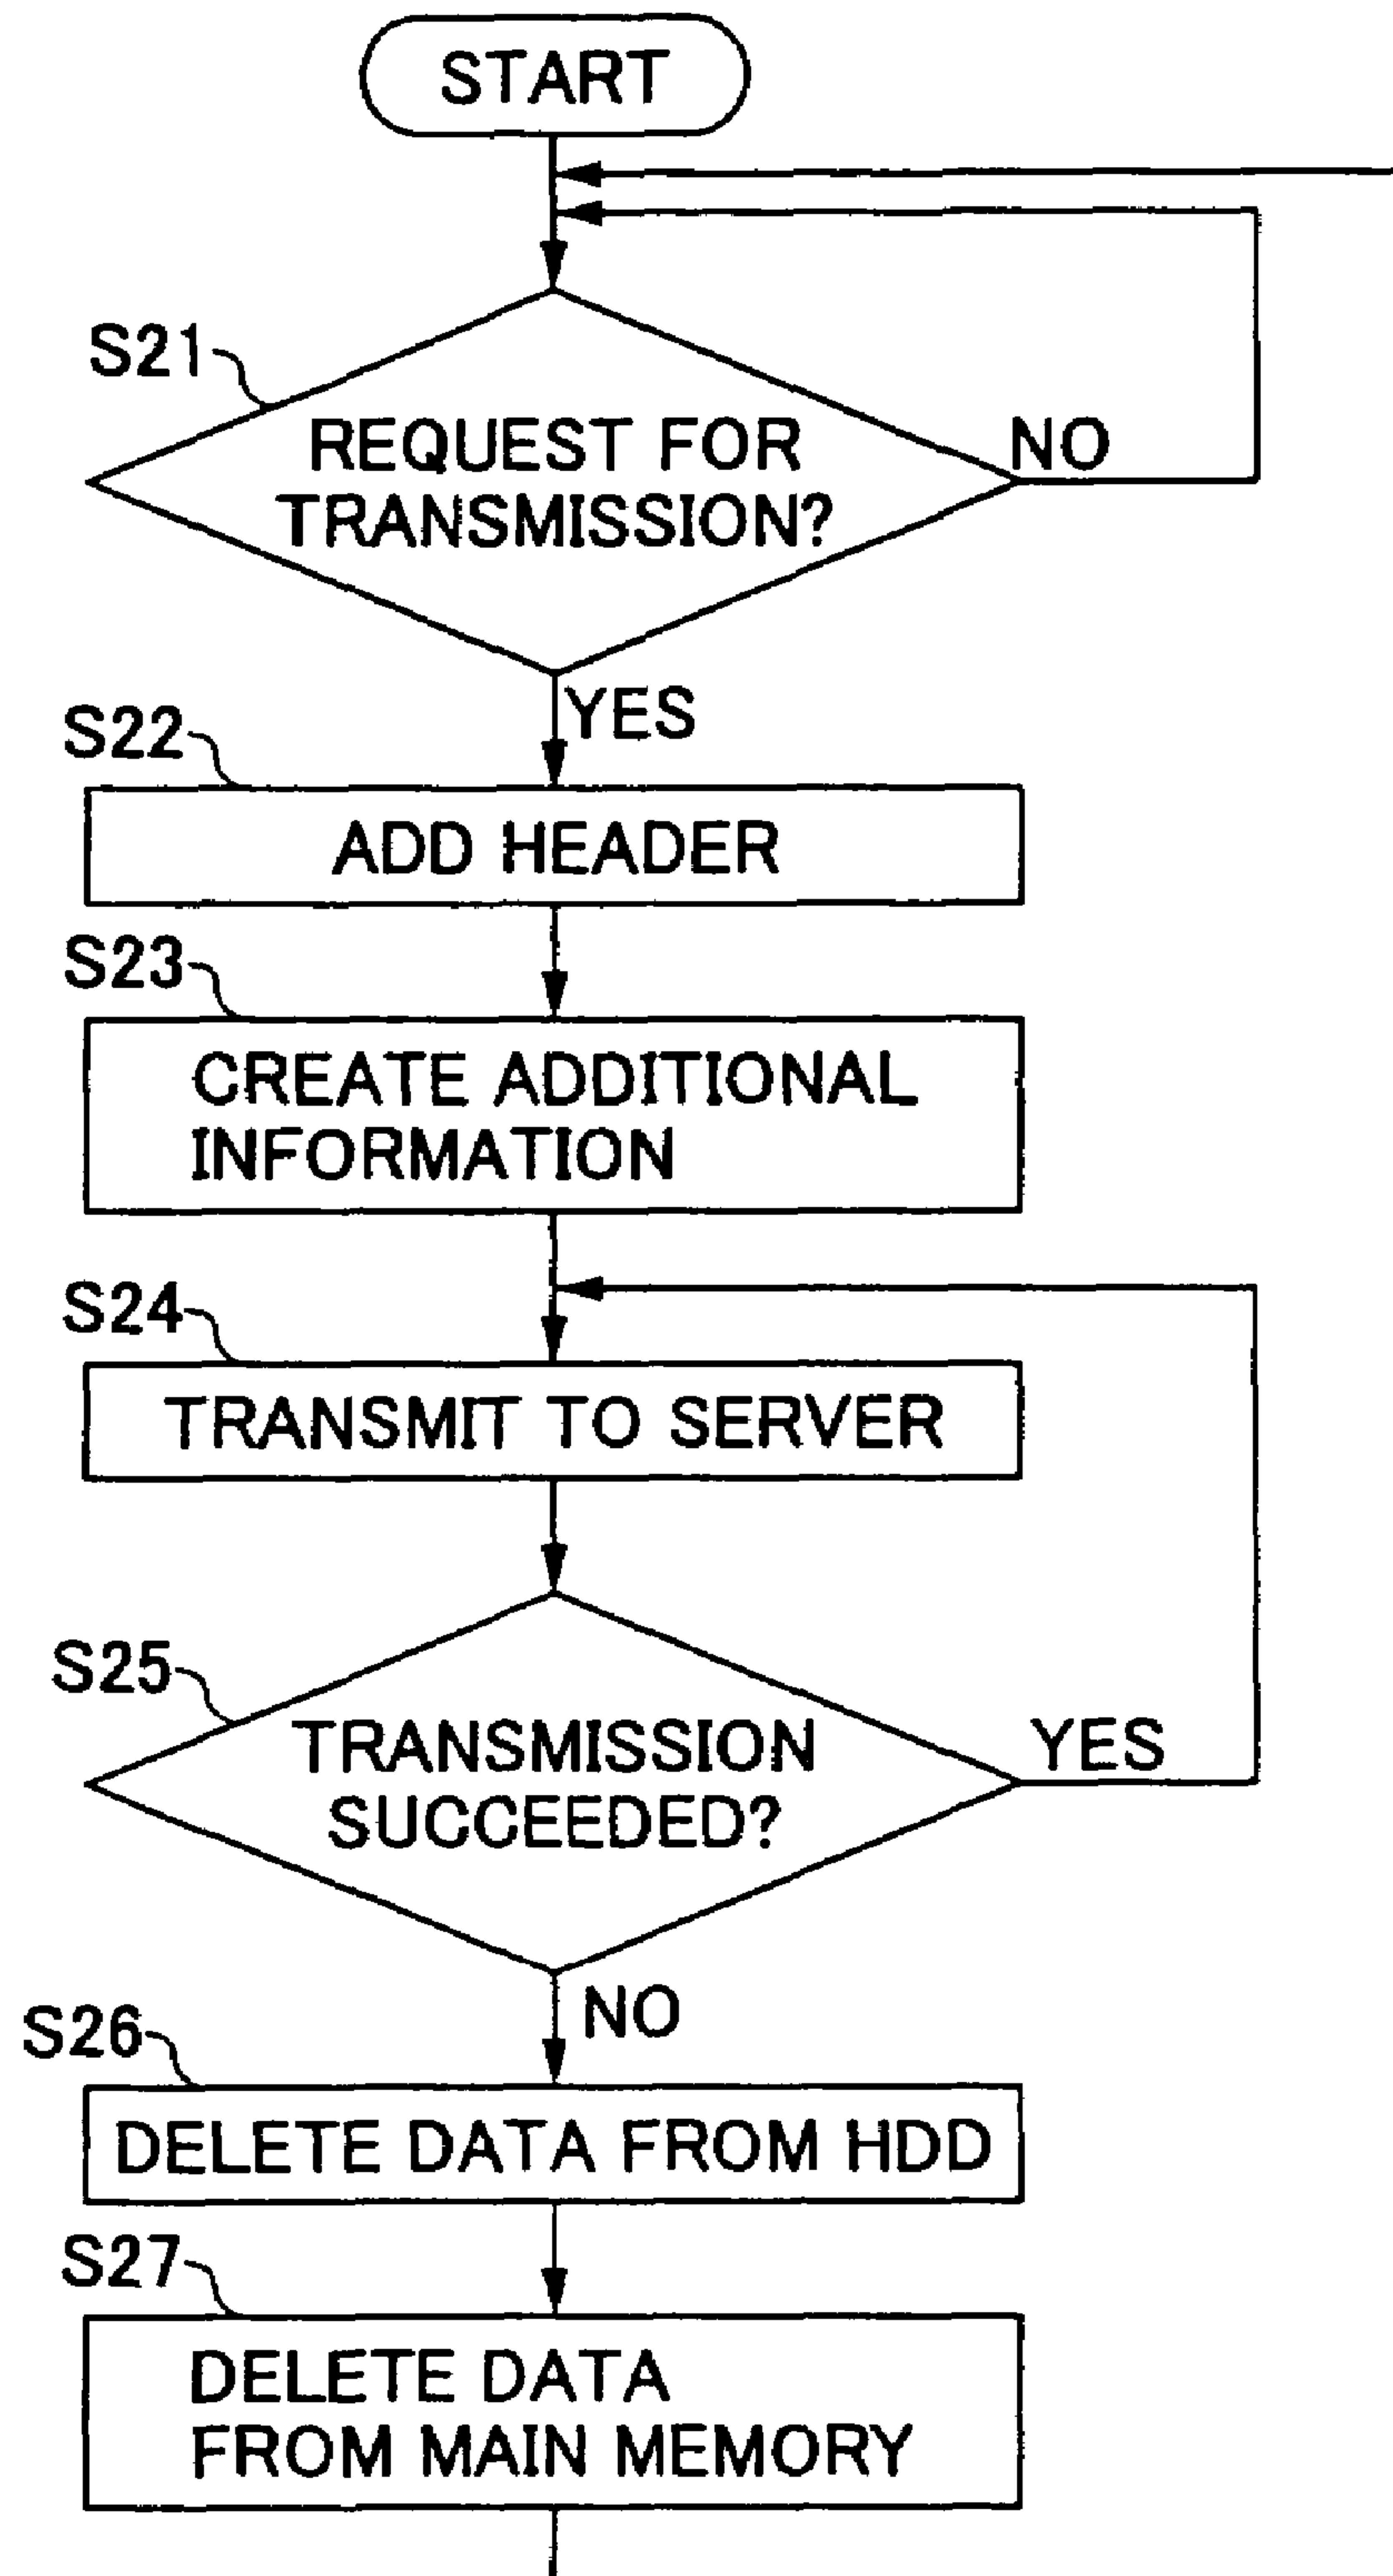 START
S21
REQUEST FOR
TRANSMISSION?
NO
YES
S22
ADD HEADER
S23
CREATE ADDITIONAL
INFORMATION
S24
TRANSMIT TO SERVER
S25
TRANSMISSION
SUCCEEDED?
YES
NO
S26
DELETE DATA FROM HDD
S27
DELETE DATA
FROM MAIN MEMORY